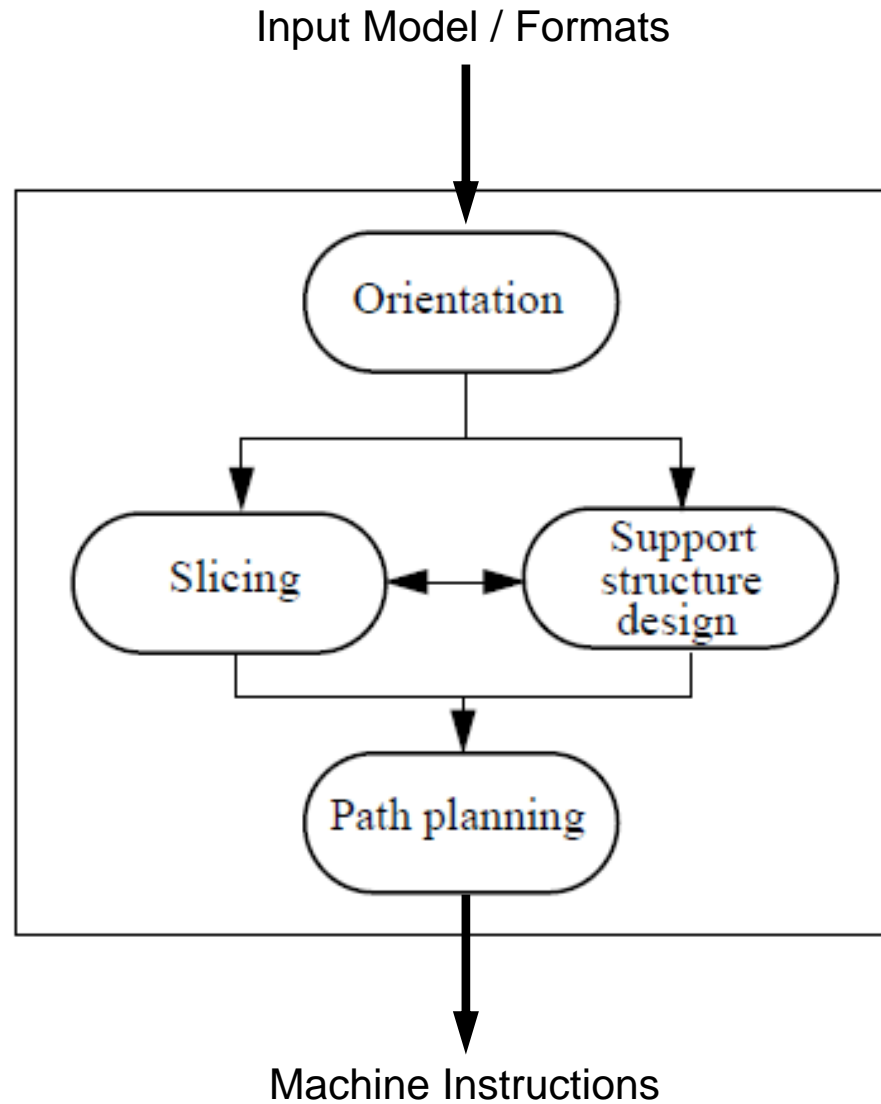 Input Model / Formats
Orientation
Slicing
Support
structure
design
Path planning
Machine Instructions